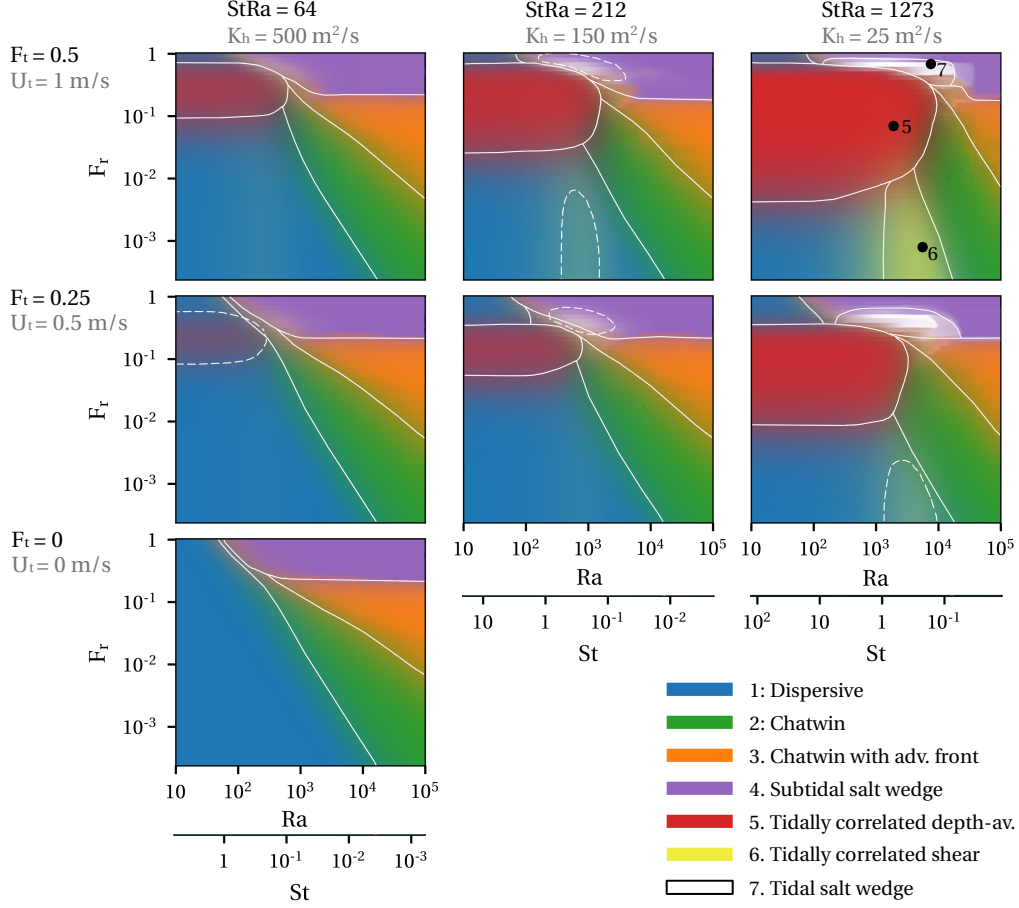 StRa = 64
StRa = 212
StRa = 1273
Kₕ = 500 m²/s
Kₕ = 150 m²/s
Kₕ = 25 m²/s
Fₜ = 0.5
Uₜ = 1 m/s
1
10⁻¹
10⁻²
10⁻³
Fᵣ
7
5
6
Fₜ = 0.25
Uₜ = 0.5 m/s
1
10⁻¹
10⁻²
10⁻³
Fᵣ
10 10² 10³ 10⁴ 10⁵
Ra
10 1 10⁻¹ 10⁻²
St
10 10² 10³ 10⁴ 10⁵
Ra
10² 10 1 10⁻¹
St
Fₜ = 0
Uₜ = 0 m/s
1
10⁻¹
10⁻²
10⁻³
Fᵣ
10 10² 10³ 10⁴ 10⁵
Ra
1 10⁻¹ 10⁻² 10⁻³
St
1: Dispersive
2: Chatwin
3. Chatwin with adv. front
4. Subtidal salt wedge
5. Tidally correlated depth-av.
6. Tidally correlated shear
7. Tidal salt wedge